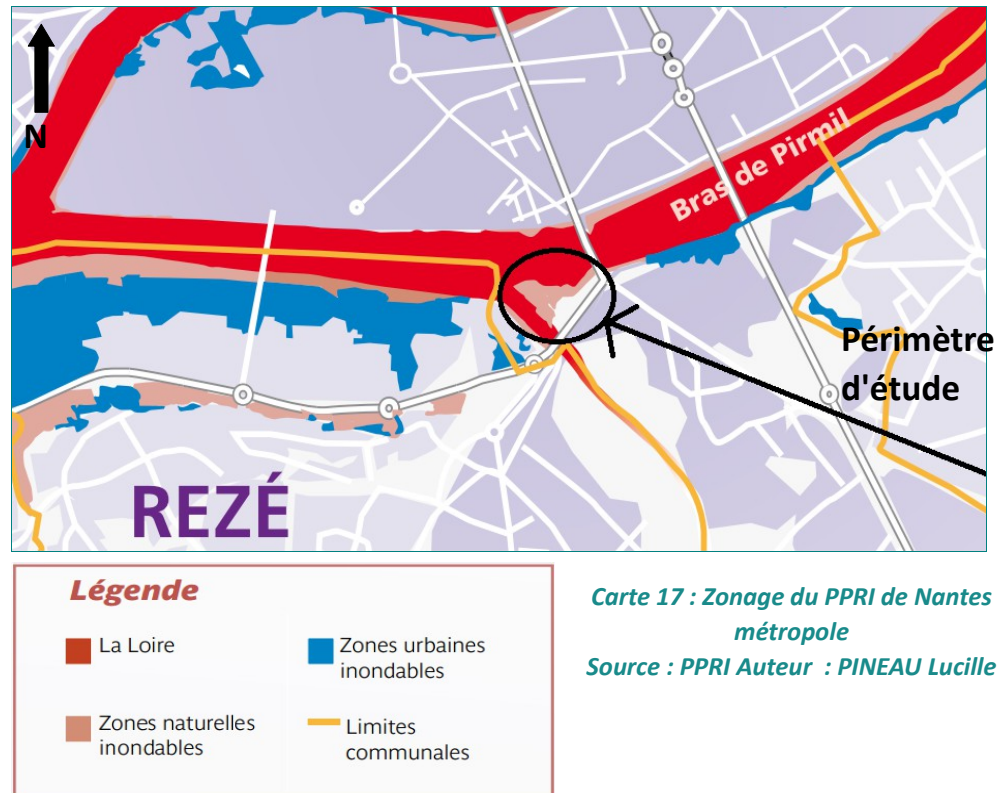 N
Bras de Pirmil
Périmètre
d'étude
REZÉ
Légende
La Loire
Zones urbaines
inondables
Zones naturelles
inondables
Limites
communales
Carte 17 : Zonage du PPRI de Nantes
métropole
Source : PPRI Auteur : PINEAU Lucille